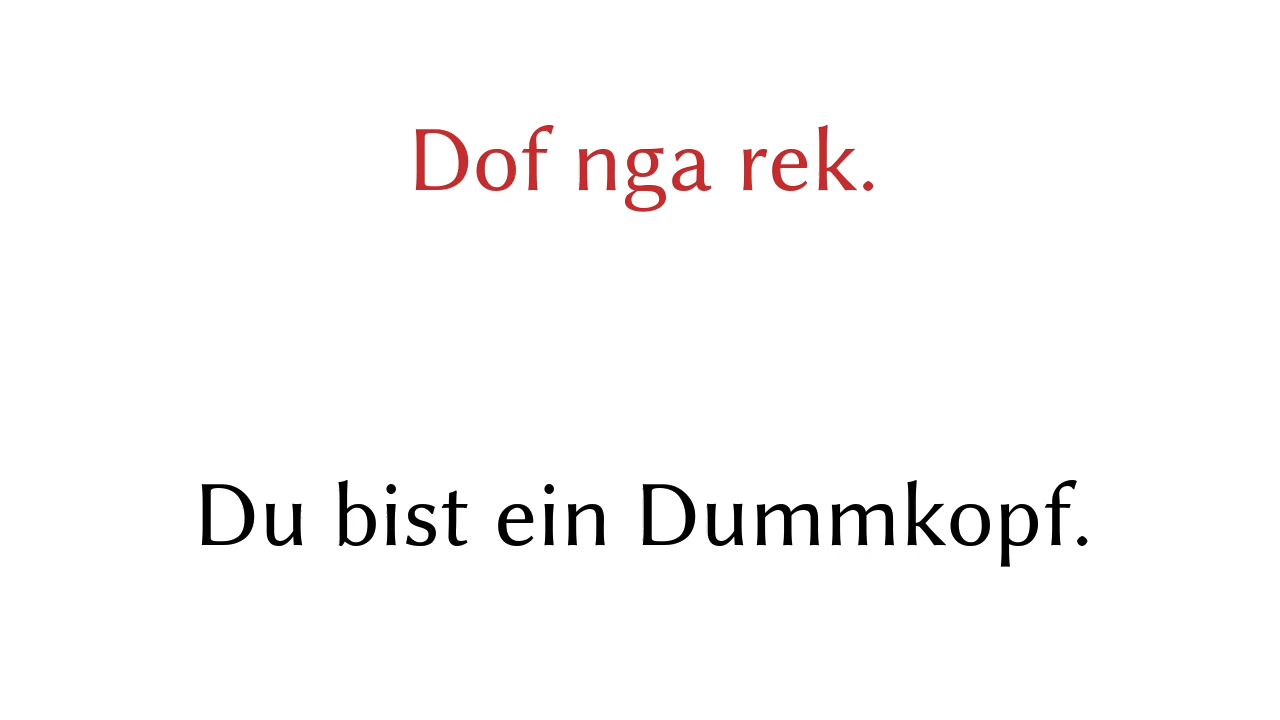 Dof nga rek.
Du bist ein Dummkopf.